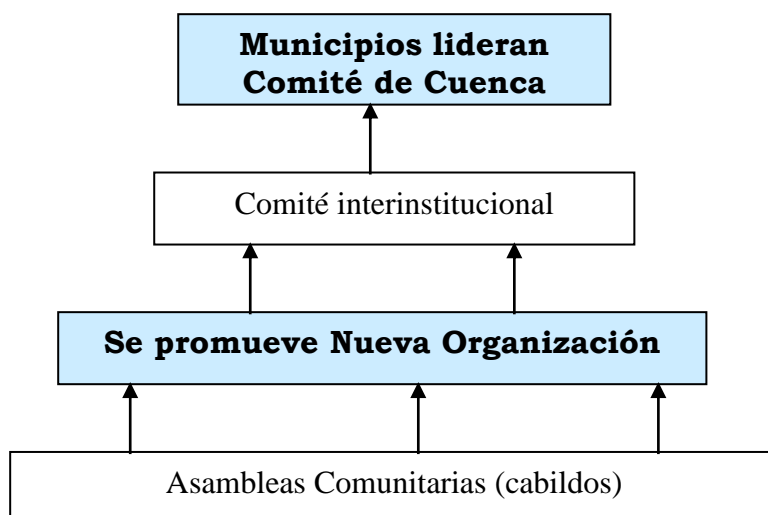 Municipios lideran
Comité de Cuenca
Comité interinstitucional
Se promueve Nueva Organización
Asambleas Comunitarias (cabildos)